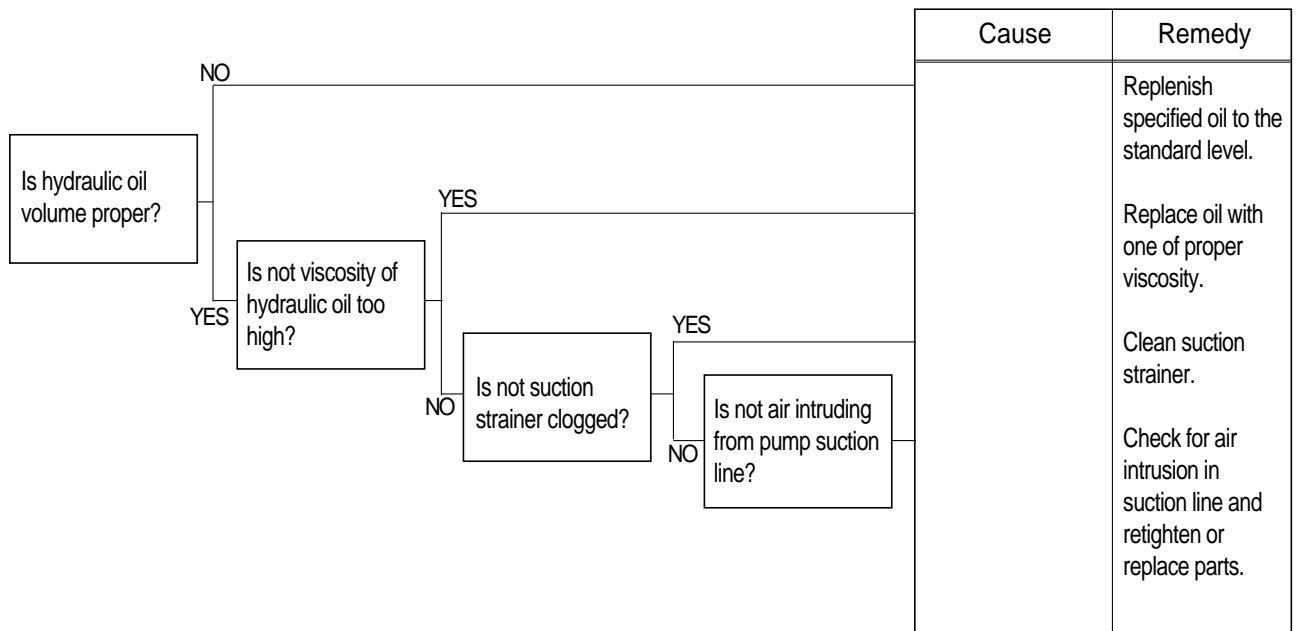 Cause
Remedy
NO
Is hydraulic oil
volume proper?
YES
Is not viscosity of
hydraulic oil too
high?
YES
NO
Is not suction
strainer clogged?
YES
NO
Is not air intruding
from pump suction
line?
Replenish
specified oil to the
standard level.
Replace oil with
one of proper
viscosity.
Clean suction
strainer.
Check for air
intrusion in
suction line and
retighten or
replace parts.